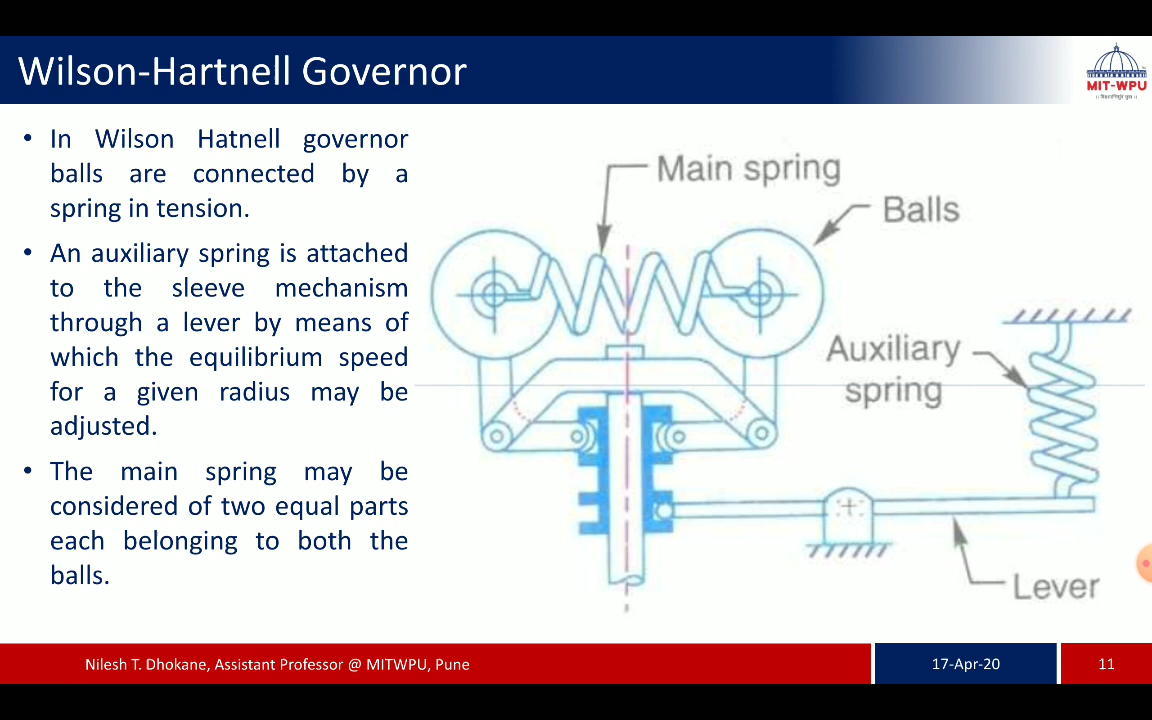 Wilson-Hartnell Governor
MIT-WPU
• In Wilson Hatnell governor
balls are connected by a
spring in tension.
• An auxiliary spring is attached
to the sleeve mechanism
through a lever by means of
which the equilibrium speed
for a given radius may be
adjusted.
• The main spring may be
considered of two equal parts
each belonging to both the
balls.
Main spring
Balls
Auxiliary
spring
Lever
Nilesh T. Dhokane, Assistant Professor @ MITWPU, Pune
17-Apr-20
11